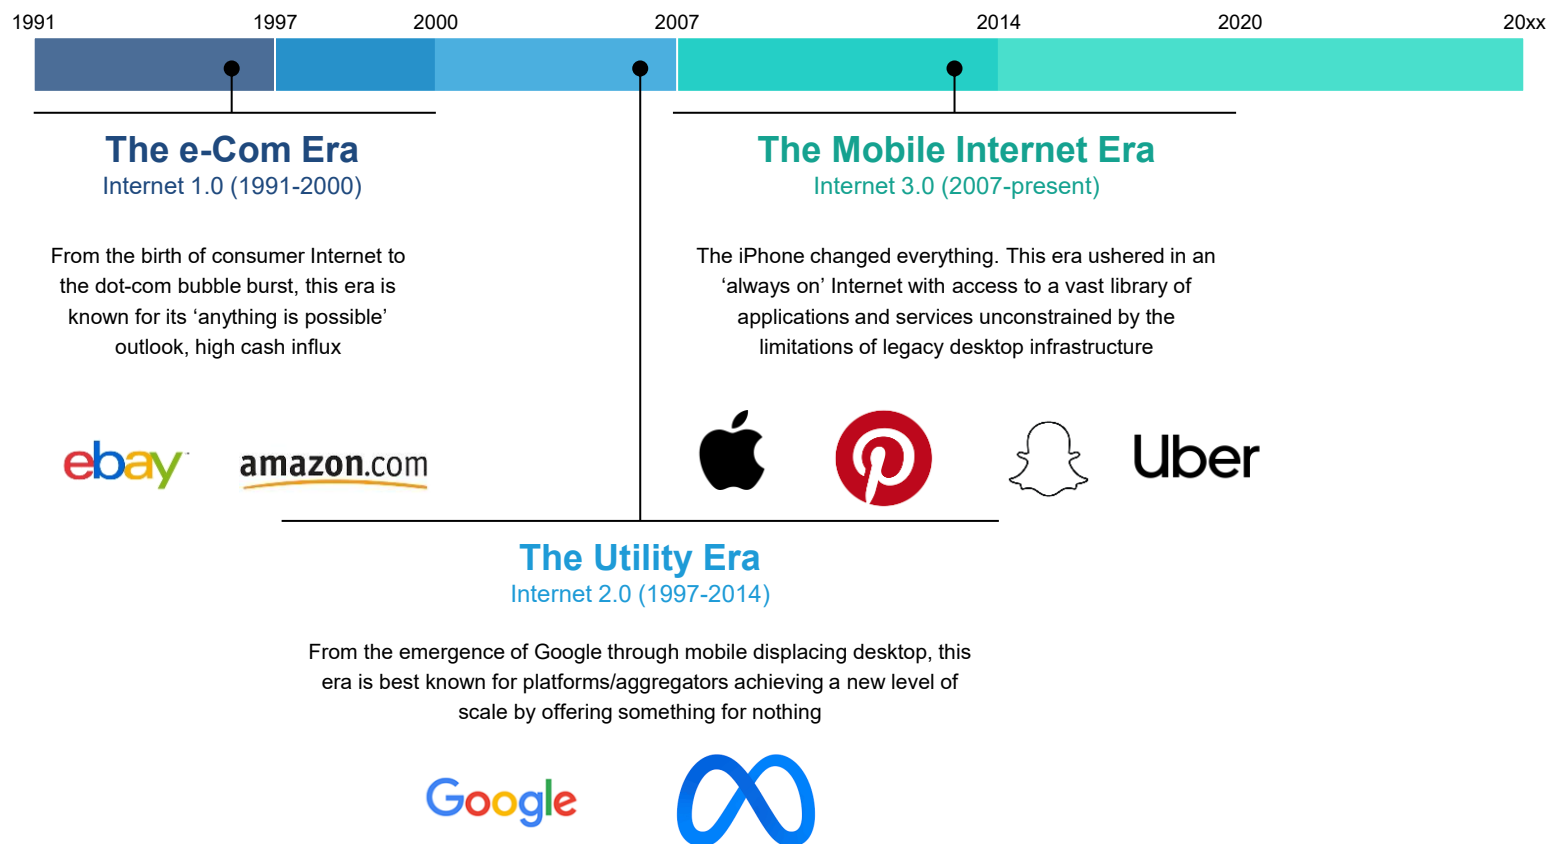 1991 1997 2000 2007 2014 2020 20xx
The e-Com Era
Internet 1.0 (1991-2000)
From the birth of consumer Internet to
the dot-com bubble burst, this era is
known for its ‘anything is possible’
outlook, high cash influx
ebay amazon.com
The Mobile Internet Era
Internet 3.0 (2007-present)
The iPhone changed everything. This era ushered in an
‘always on’ Internet with access to a vast library of
applications and services unconstrained by the
limitations of legacy desktop infrastructure
Uber
The Utility Era
Internet 2.0 (1997-2014)
From the emergence of Google through mobile displacing desktop, this
era is best known for platforms/aggregators achieving a new level of
scale by offering something for nothing
Google